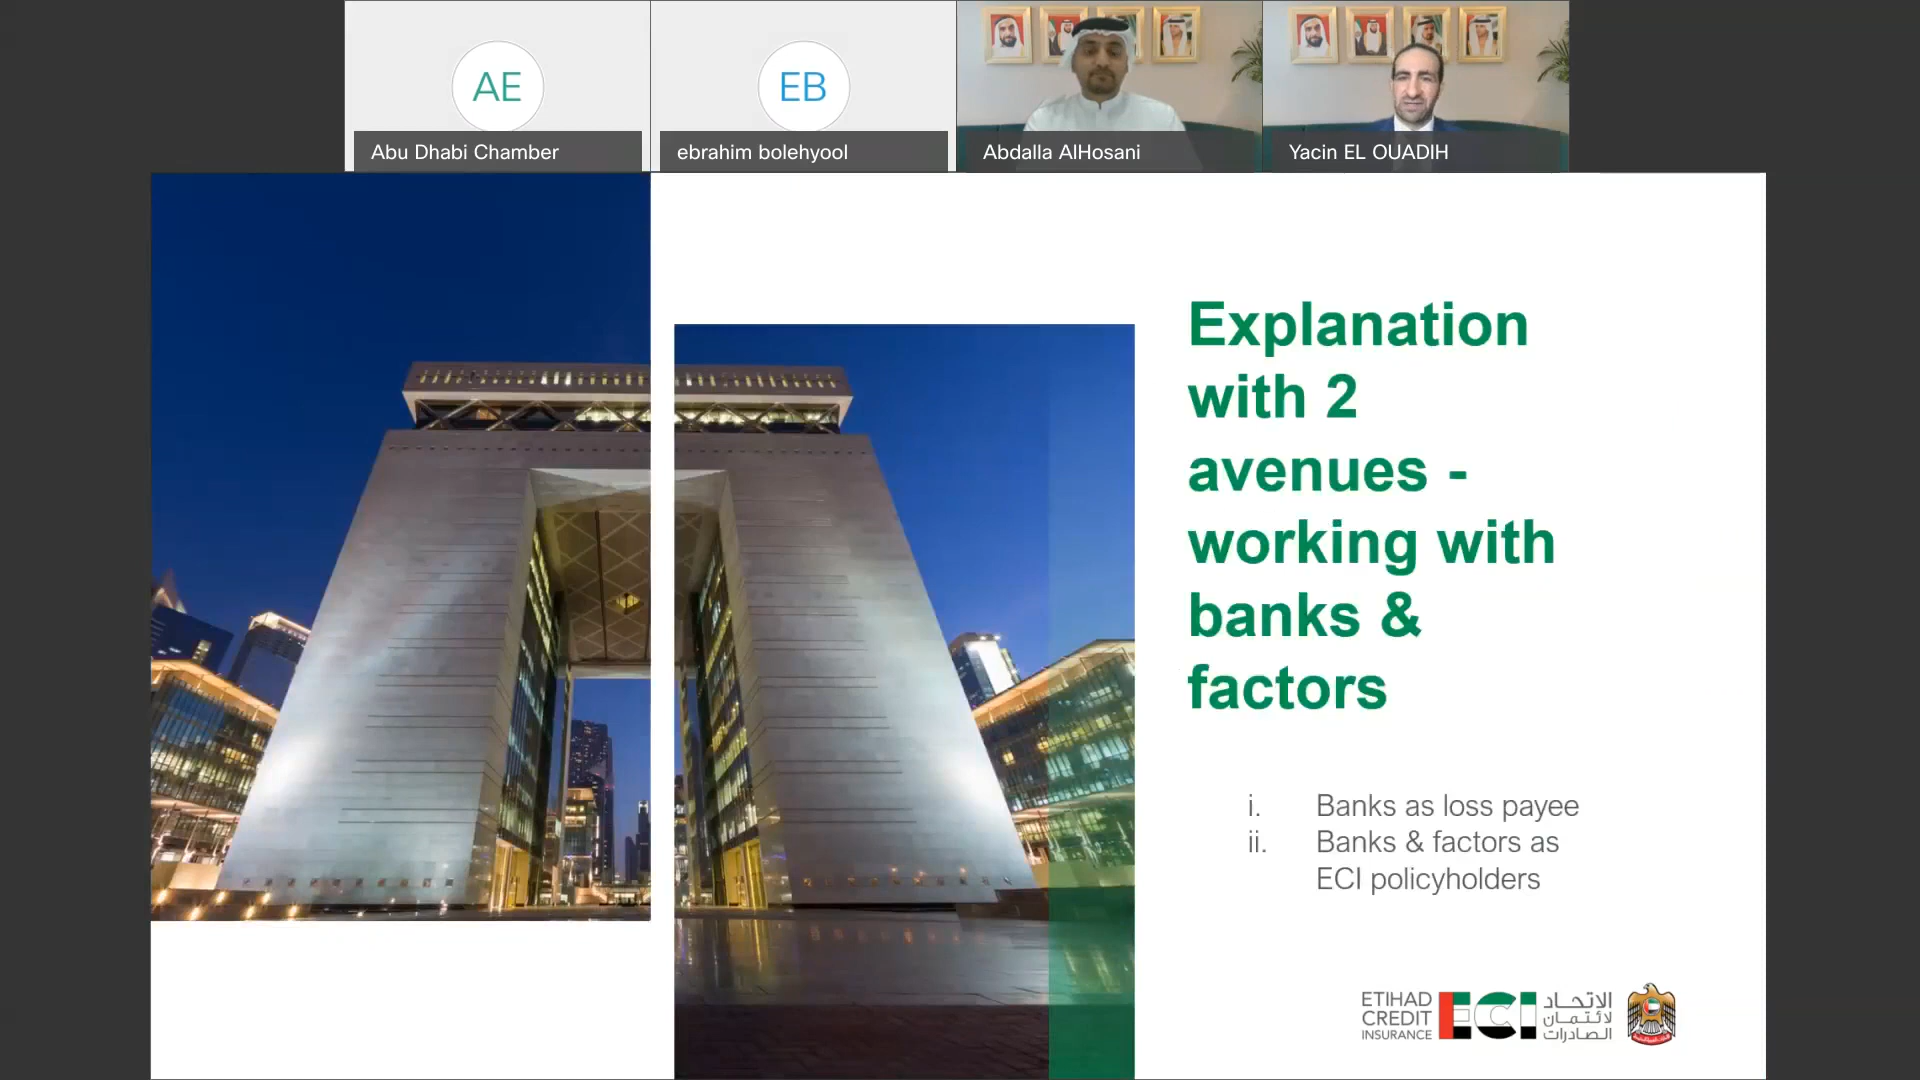 AE
EB
Abu Dhabi Chamber
ebrahim bolehyool
Abdalla AlHosani
Yacin EL OUADIH
Explanation
with 2
avenues -
working with
banks &
factors
i. Banks as loss payee
ii. Banks & factors as
ECI policyholders
ETIHAD
CREDIT
INSURANCE
ECI
الاتحاد
لائتمان
الصادرات